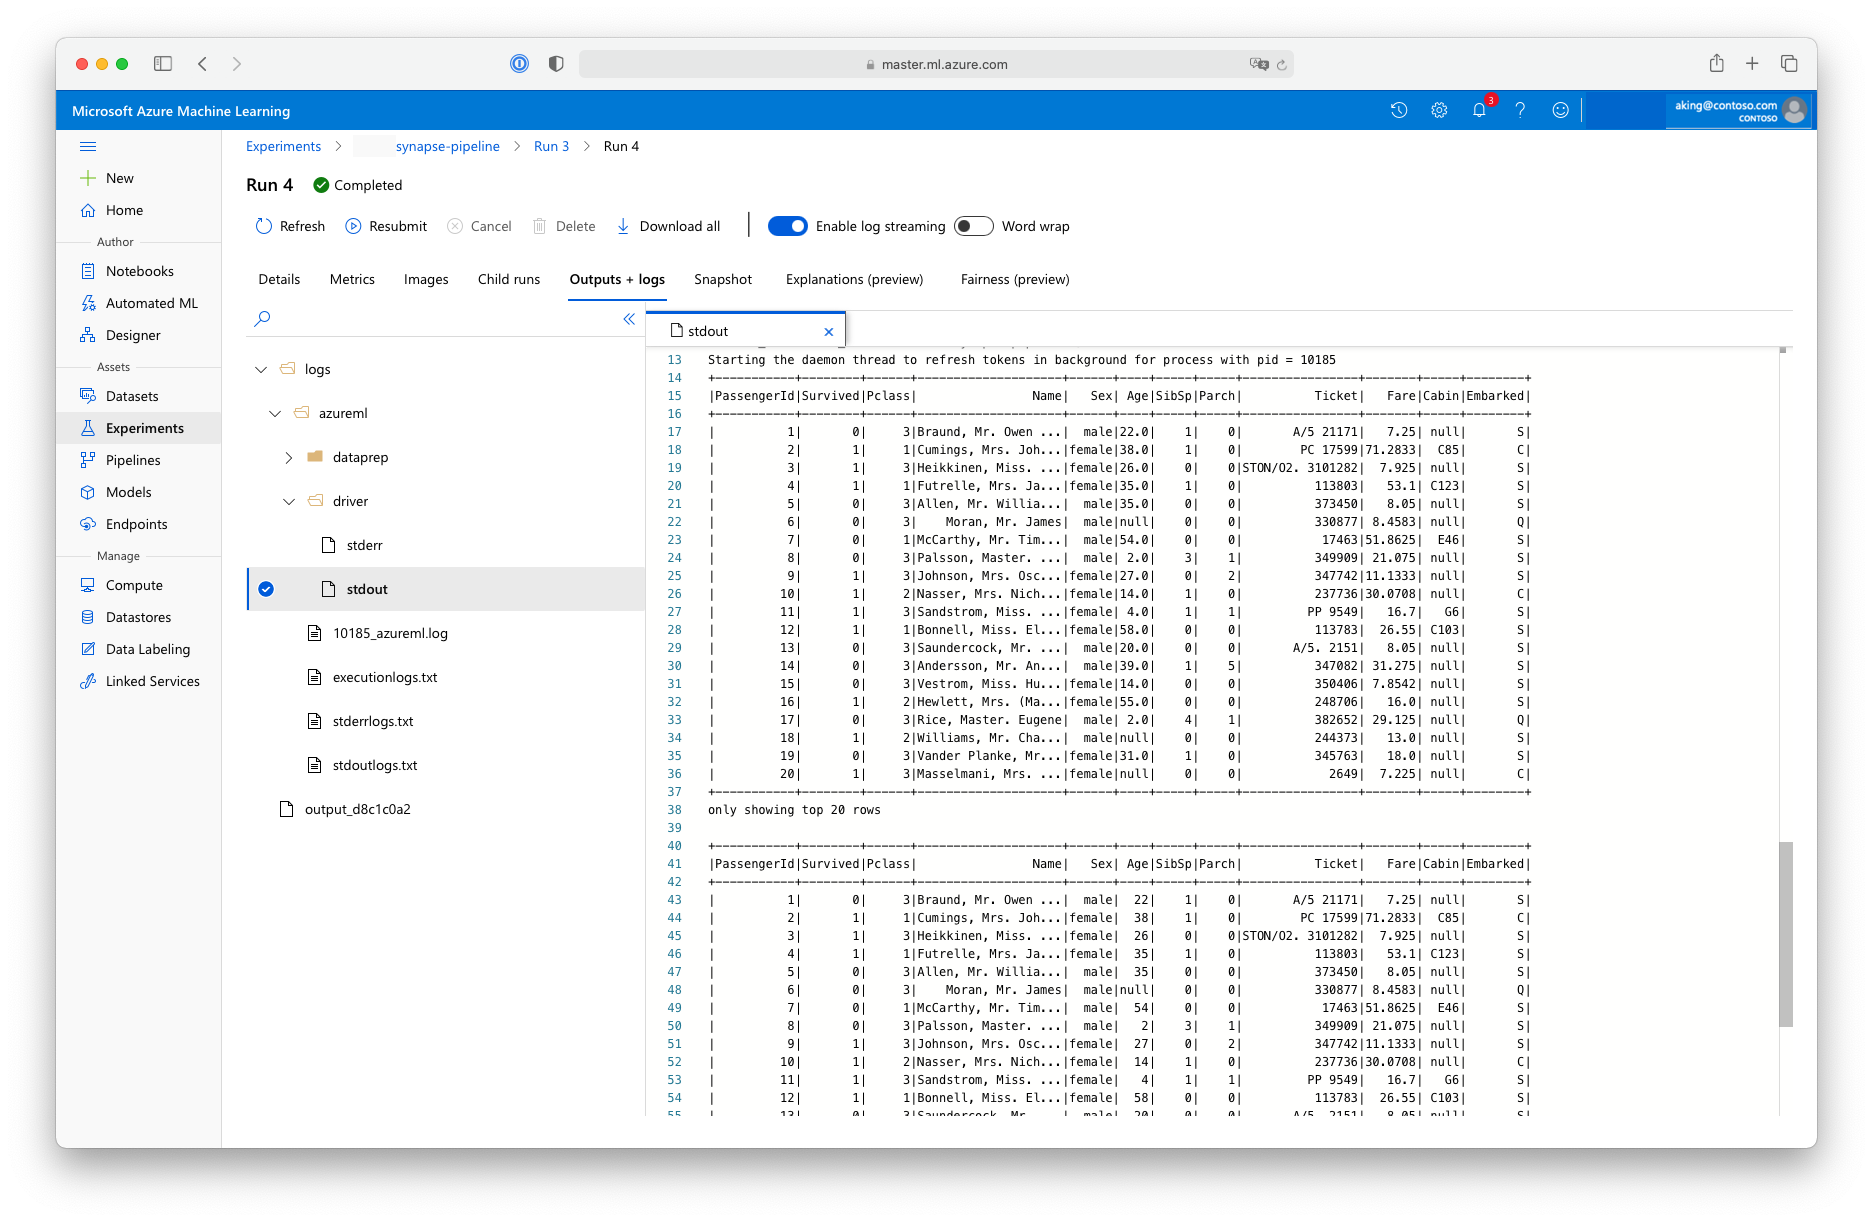 master.ml.azure.com
Microsoft Azure Machine Learning
3
aking@contoso.com
CONTOSO
New
Home
Author
Notebooks
Automated ML
Designer
Assets
Datasets
Experiments
Pipelines
Models
Endpoints
Manage
Compute
Datastores
Data Labeling
Linked Services
Experiments > synapse-pipeline > Run 3 > Run 4
Run 4 Completed
Refresh Resubmit Cancel Delete Download all Enable log streaming Word wrap
Details Metrics Images Child runs Outputs + logs Snapshot Explanations (preview) Fairness (preview)
logs
azureml
dataprep
driver
stderr
stdout
10185_azureml.log
executionlogs.txt
stderrlogs.txt
stdoutlogs.txt
output_d8c1c0a2
stdout
13 Starting the daemon thread to refresh tokens in background for process with pid = 10185
14 +-----------+--------+------+--------------------+------+----+-----+-----+----------------+-------+-----+--------+
15 |PassengerId|Survived|Pclass|                Name|   Sex| Age|SibSp|Parch|          Ticket|   Fare|Cabin|Embarked|
16 +-----------+--------+------+--------------------+------+----+-----+-----+----------------+-------+-----+--------+
17 |          1|       0|     3|Braund, Mr. Owen ...|  male|22.0|    1|    0|       A/5 21171|   7.25| null|       S|
18 |          2|       1|     1|Cumings, Mrs. Joh...|female|38.0|    1|    0|        PC 17599|71.2833|  C85|       C|
19 |          3|       1|     3|Heikkinen, Miss. ...|female|26.0|    0|    0|STON/O2. 3101282|  7.925| null|       S|
20 |          4|       1|     1|Futrelle, Mrs. Ja...|female|35.0|    1|    0|          113803|   53.1| C123|       S|
21 |          5|       0|     3|Allen, Mr. Willia...|  male|35.0|    0|    0|          373450|   8.05| null|       S|
22 |          6|       0|     3|    Moran, Mr. James|  male|null|    0|    0|          330877| 8.4583| null|       Q|
23 |          7|       0|     1|McCarthy, Mr. Tim...|  male|54.0|    0|    0|           17463|51.8625|  E46|       S|
24 |          8|       0|     3|Palsson, Master. ...|  male| 2.0|    3|    1|          349909| 21.075| null|       S|
25 |          9|       1|     3|Johnson, Mrs. Osc...|female|27.0|    0|    2|          347742|11.1333| null|       S|
26 |         10|       1|     2|Nasser, Mrs. Nich...|female|14.0|    1|    0|          237736|30.0708| null|       C|
27 |         11|       1|     3|Sandstrom, Miss. ...|female| 4.0|    1|    1|         PP 9549|   16.7|   G6|       S|
28 |         12|       1|     1|Bonnell, Miss. El...|female|58.0|    0|    0|          113783|  26.55| C103|       S|
29 |         13|       0|     3|Saundercock, Mr. ...|  male|20.0|    0|    0|       A/5. 2151|   8.05| null|       S|
30 |         14|       0|     3|Andersson, Mr. An...|  male|39.0|    1|    5|          347082| 31.275| null|       S|
31 |         15|       0|     3|Vestrom, Miss. Hu...|female|14.0|    0|    0|          350406| 7.8542| null|       S|
32 |         16|       1|     2|Hewlett, Mrs. (Ma...|female|55.0|    0|    0|          248706|   16.0| null|       S|
33 |         17|       0|     3|Rice, Master. Eugene|  male| 2.0|    4|    1|          382652| 29.125| null|       Q|
34 |         18|       1|     2|Williams, Mr. Cha...|  male|null|    0|    0|          244373|   13.0| null|       S|
35 |         19|       0|     3|Vander Planke, Mr...|female|31.0|    1|    0|          345763|   18.0| null|       S|
36 |         20|       1|     3|Masselmani, Mrs. ...|female|null|    0|    0|            2649|  7.225| null|       C|
37 +-----------+--------+------+--------------------+------+----+-----+-----+----------------+-------+-----+--------+
38 only showing top 20 rows
39
40 +-----------+--------+------+--------------------+------+----+-----+-----+----------------+-------+-----+--------+
41 |PassengerId|Survived|Pclass|                Name|   Sex| Age|SibSp|Parch|          Ticket|   Fare|Cabin|Embarked|
42 +-----------+--------+------+--------------------+------+----+-----+-----+----------------+-------+-----+--------+
43 |          1|       0|     3|Braund, Mr. Owen ...|  male|  22|    1|    0|       A/5 21171|   7.25| null|       S|
44 |          2|       1|     1|Cumings, Mrs. Joh...|female|  38|    1|    0|        PC 17599|71.2833|  C85|       C|
45 |          3|       1|     3|Heikkinen, Miss. ...|female|  26|    0|    0|STON/O2. 3101282|  7.925| null|       S|
46 |          4|       1|     1|Futrelle, Mrs. Ja...|female|  35|    1|    0|          113803|   53.1| C123|       S|
47 |          5|       0|     3|Allen, Mr. Willia...|  male|  35|    0|    0|          373450|   8.05| null|       S|
48 |          6|       0|     3|    Moran, Mr. James|  male|null|    0|    0|          330877| 8.4583| null|       Q|
49 |          7|       0|     1|McCarthy, Mr. Tim...|  male|  54|    0|    0|           17463|51.8625|  E46|       S|
50 |          8|       0|     3|Palsson, Master. ...|  male|   2|    3|    1|          349909| 21.075| null|       S|
51 |          9|       1|     3|Johnson, Mrs. Osc...|female|  27|    0|    2|          347742|11.1333| null|       S|
52 |         10|       1|     2|Nasser, Mrs. Nich...|female|  14|    1|    0|          237736|30.0708| null|       C|
53 |         11|       1|     3|Sandstrom, Miss. ...|female|   4|    1|    1|         PP 9549|   16.7|   G6|       S|
54 |         12|       1|     1|Bonnell, Miss. El...|female|  58|    0|    0|          113783|  26.55| C103|       S|
55 |         13|       0|     3|Saundercock, Mr. ...|  male|  20|    0|    0|       A/5. 2151|   8.05| null|       S|